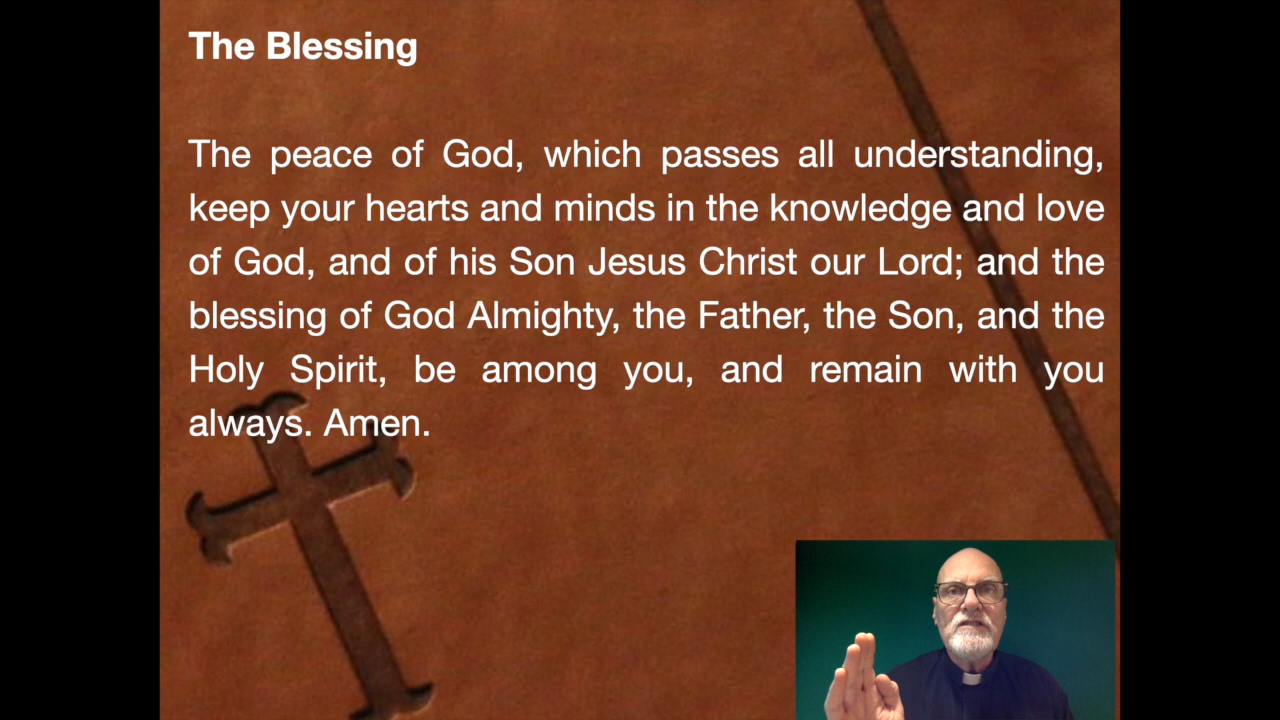 The Blessing
The peace of God, which passes all understanding,
keep your hearts and minds in the knowledge and love
of God, and of his Son Jesus Christ our Lord; and the
blessing of God Almighty, the Father, the Son, and the
Holy Spirit, be among you, and remain with you
always. Amen.